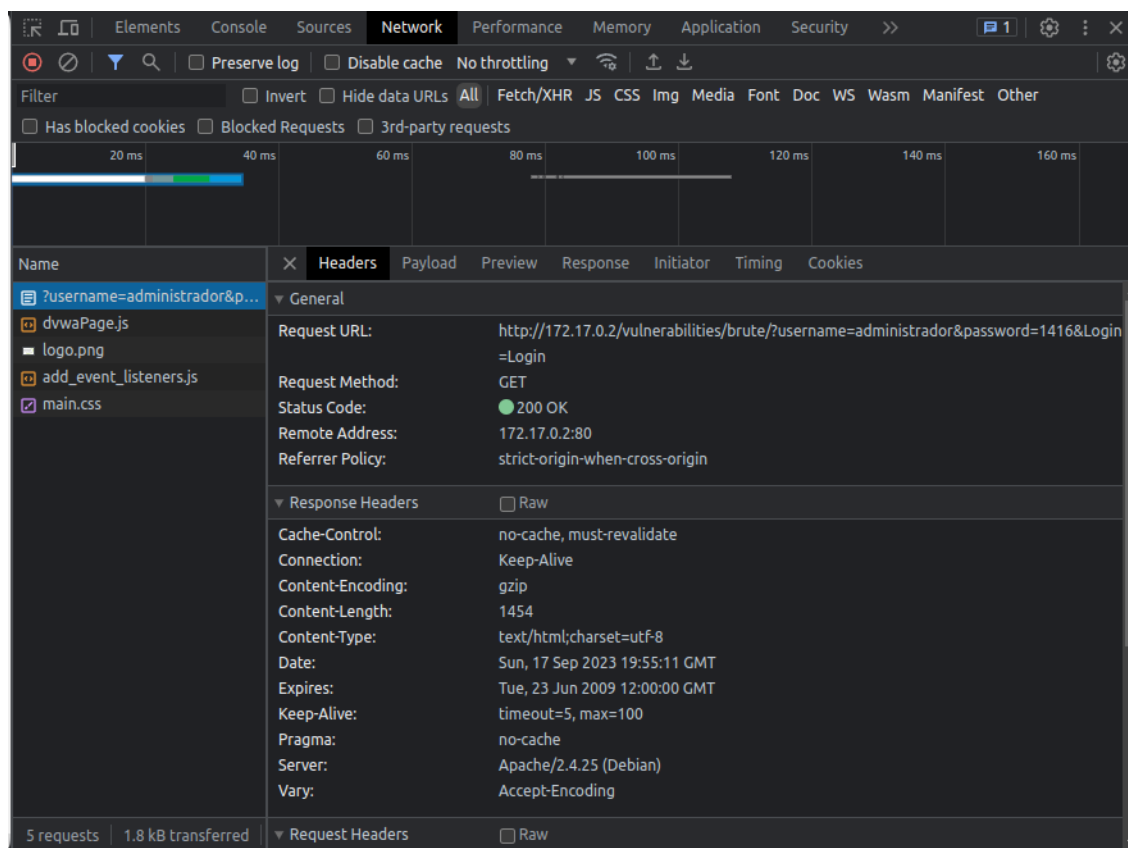 Elements Console Sources Network Performance Memory Application Security >> 1
Preserve log Disable cache No throttling
Filter Invert Hide data URLs All Fetch/XHR JS CSS Img Media Font Doc WS Wasm Manifest Other
Has blocked cookies Blocked Requests 3rd-party requests
20 ms 40 ms 60 ms 80 ms 100 ms 120 ms 140 ms 160 ms
Name Headers Payload Preview Response Initiator Timing Cookies
?username=administrador&p... General
dvwaPage.js Request URL: http://172.17.0.2/vulnerabilities/brute/?username=administrador&password=1416&Login
logo.png =Login
add_event_listeners.js Request Method: GET
main.css Status Code: 200 OK
Remote Address: 172.17.0.2:80
Referrer Policy: strict-origin-when-cross-origin
Response Headers Raw
Cache-Control: no-cache, must-revalidate
Connection: Keep-Alive
Content-Encoding: gzip
Content-Length: 1454
Content-Type: text/html;charset=utf-8
Date: Sun, 17 Sep 2023 19:55:11 GMT
Expires: Tue, 23 Jun 2009 12:00:00 GMT
Keep-Alive: timeout=5, max=100
Pragma: no-cache
Server: Apache/2.4.25 (Debian)
Vary: Accept-Encoding
5 requests 1.8 kB transferred Request Headers Raw